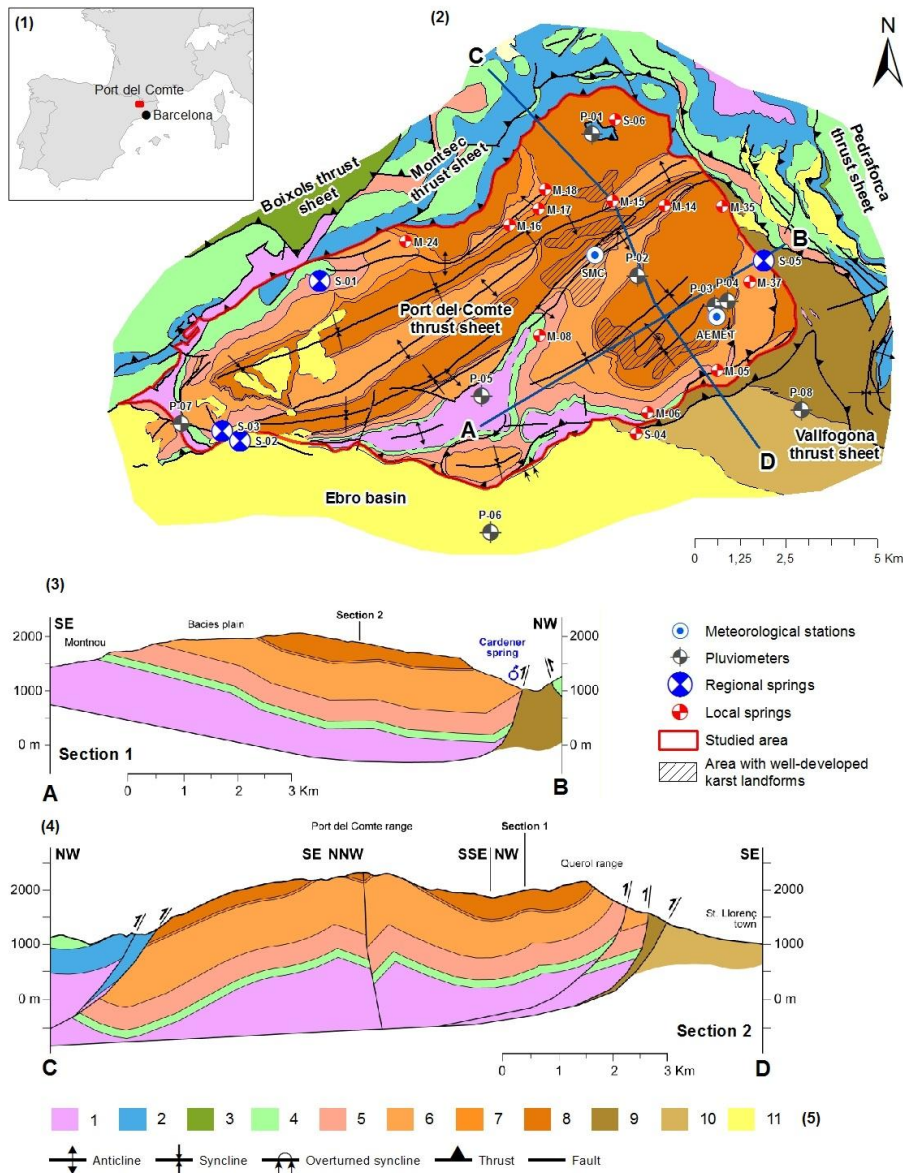 (1)
Port del Comte
Barcelona
(2)
N
C
P-01
S-06
Boixols thrust
sheet
Montsec
thrust sheet
Pedraforca
thrust sheet
M-18
M-17
M-16
M-15
M-14
M-35
M-24
B
S-05
SMC
P-02
P-03
P-04
M-37
AEMET
S-01
Port del Comte
thrust sheet
M-08
M-05
P-05
P-07
S-03
S-02
A
M-06
S-04
P-08
D
Vallfogona
thrust sheet
Ebro basin
P-06
0 1,25 2,5 5 Km
(3)
SE
NW
Montnou
Bacies plain
Section 2
Cardener
spring
2000
1000
0 m
2000
1000
0 m
Section 1
A
B
0 1 2 3 Km
Meteorological stations
Pluviometers
Regional springs
Local springs
Studied area
Area with well-developed
karst landforms
(4)
Port del Comte range
Section 1
NW
SE NNW
SSE NW
SE
Querol range
St. Llorenç
town
2000
1000
0 m
2000
1000
0 m
Section 2
C
D
0 1 2 3 Km
1 2 3 4 5 6 7 8 9 10 11 (5)
Anticline Syncline Overturned syncline Thrust Fault